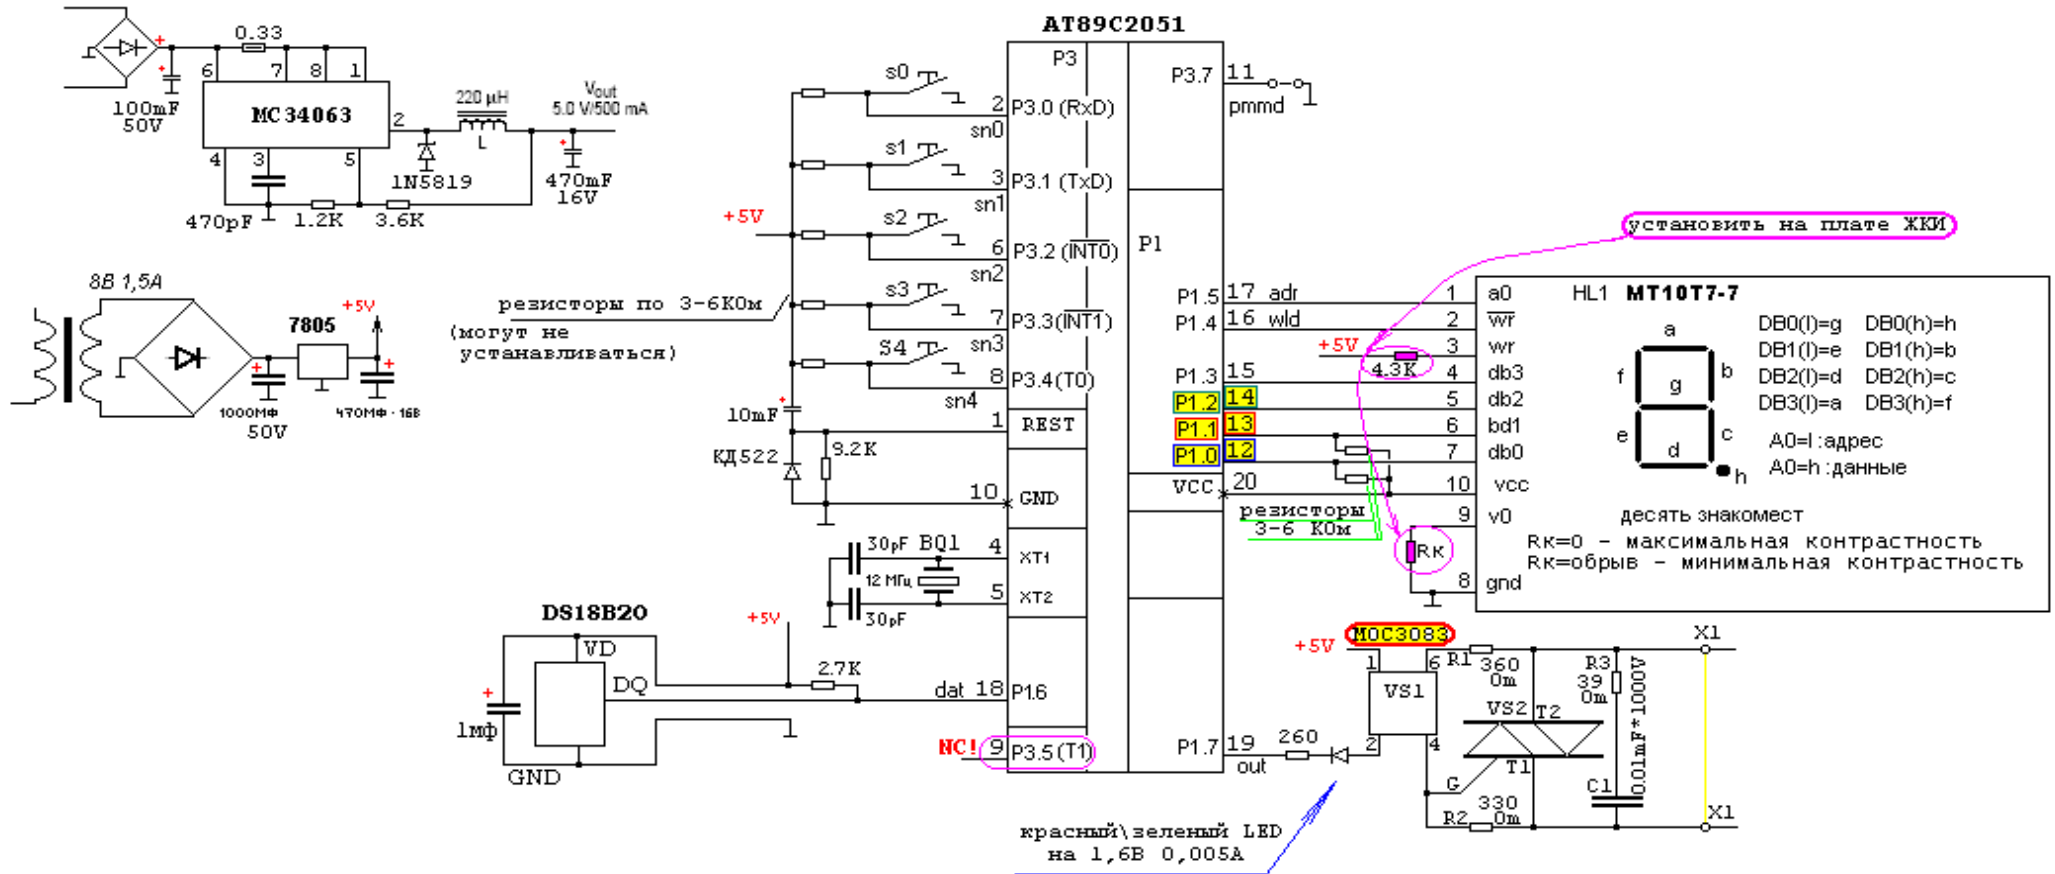 0.33
6
7
8
1
100mF
50V
MC34063
2
220 µH
L
Vout
5.0 V/500 mA
4
3
5
1N5819
470mF
16V
470pF
1.2K
3.6K
8В 1,5А
7805
+5V
1000МФ
50V
470МФ-16В
AT89C2051
P3
s0
2
P3.0 (RxD)
sn0
s1
3
P3.1 (TxD)
sn1
+5V
s2
6
P3.2 (INT0)
sn2
резисторы по 3-6КОм
(могут не
устанавливаться)
s3
7
P3.3(INT1)
sn3
S4
8
P3.4(T0)
sn4
10mF
1
REST
КД522
8.2K
10
GND
30pF
BQ1
4
XT1
12 МГц
5
XT2
30pF
DS18B20
VD
DQ
GND
1мф
+5V
2.7K
dat
18
P1.6
NC!
9
P3.5(T1)
P3.7
11
pmmd
P1
P1.5
17
adr
P1.4
16
wld
P1.3
15
P1.2
14
P1.1
13
P1.0
12
VCC
20
резисторы
3-6 КОм
P1.7
19
out
260
красный\зеленый LED
на 1,6В 0,005А
установить на плате ЖКИ
+5V
4.3K
Rк
HL1 MT10T7-7
1
a0
2
wr
3
wr
4
db3
5
db2
6
bd1
7
db0
10
vcc
9
v0
8
gnd
a
b
c
d
e
f
g
h
DB0(l)=g DB0(h)=h
DB1(l)=e DB1(h)=b
DB2(l)=d DB2(h)=c
DB3(l)=a DB3(h)=f
A0=l :адрес
A0=h :данные
десять знакомест
Rк=0 - максимальная контрастность
Rк=обрыв - минимальная контрастность
+5V
MOC3083
1
6
VS1
2
4
R1
360
0m
VS2
T2
T1
G
R2
330
0m
R3
39
0m
C1
0.01mF*1000V
X1
X1